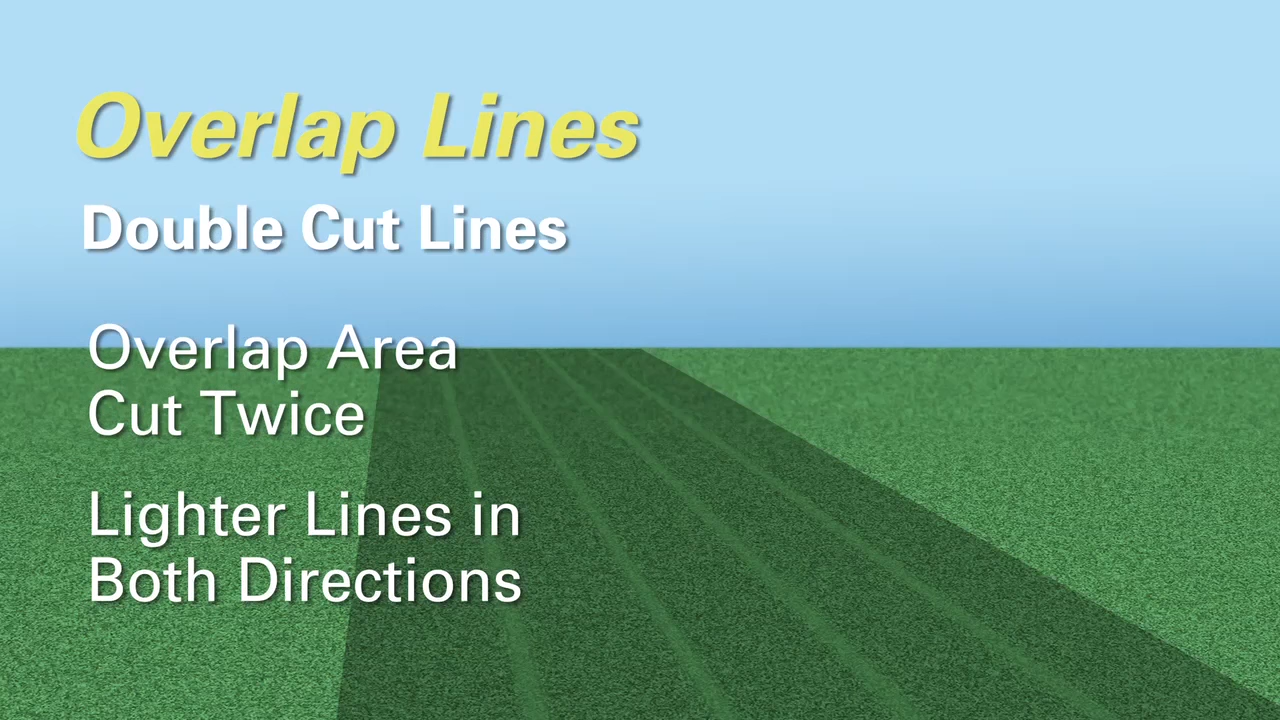 Overlap Lines
Double Cut Lines
Overlap Area
Cut Twice
Lighter Lines in
Both Directions